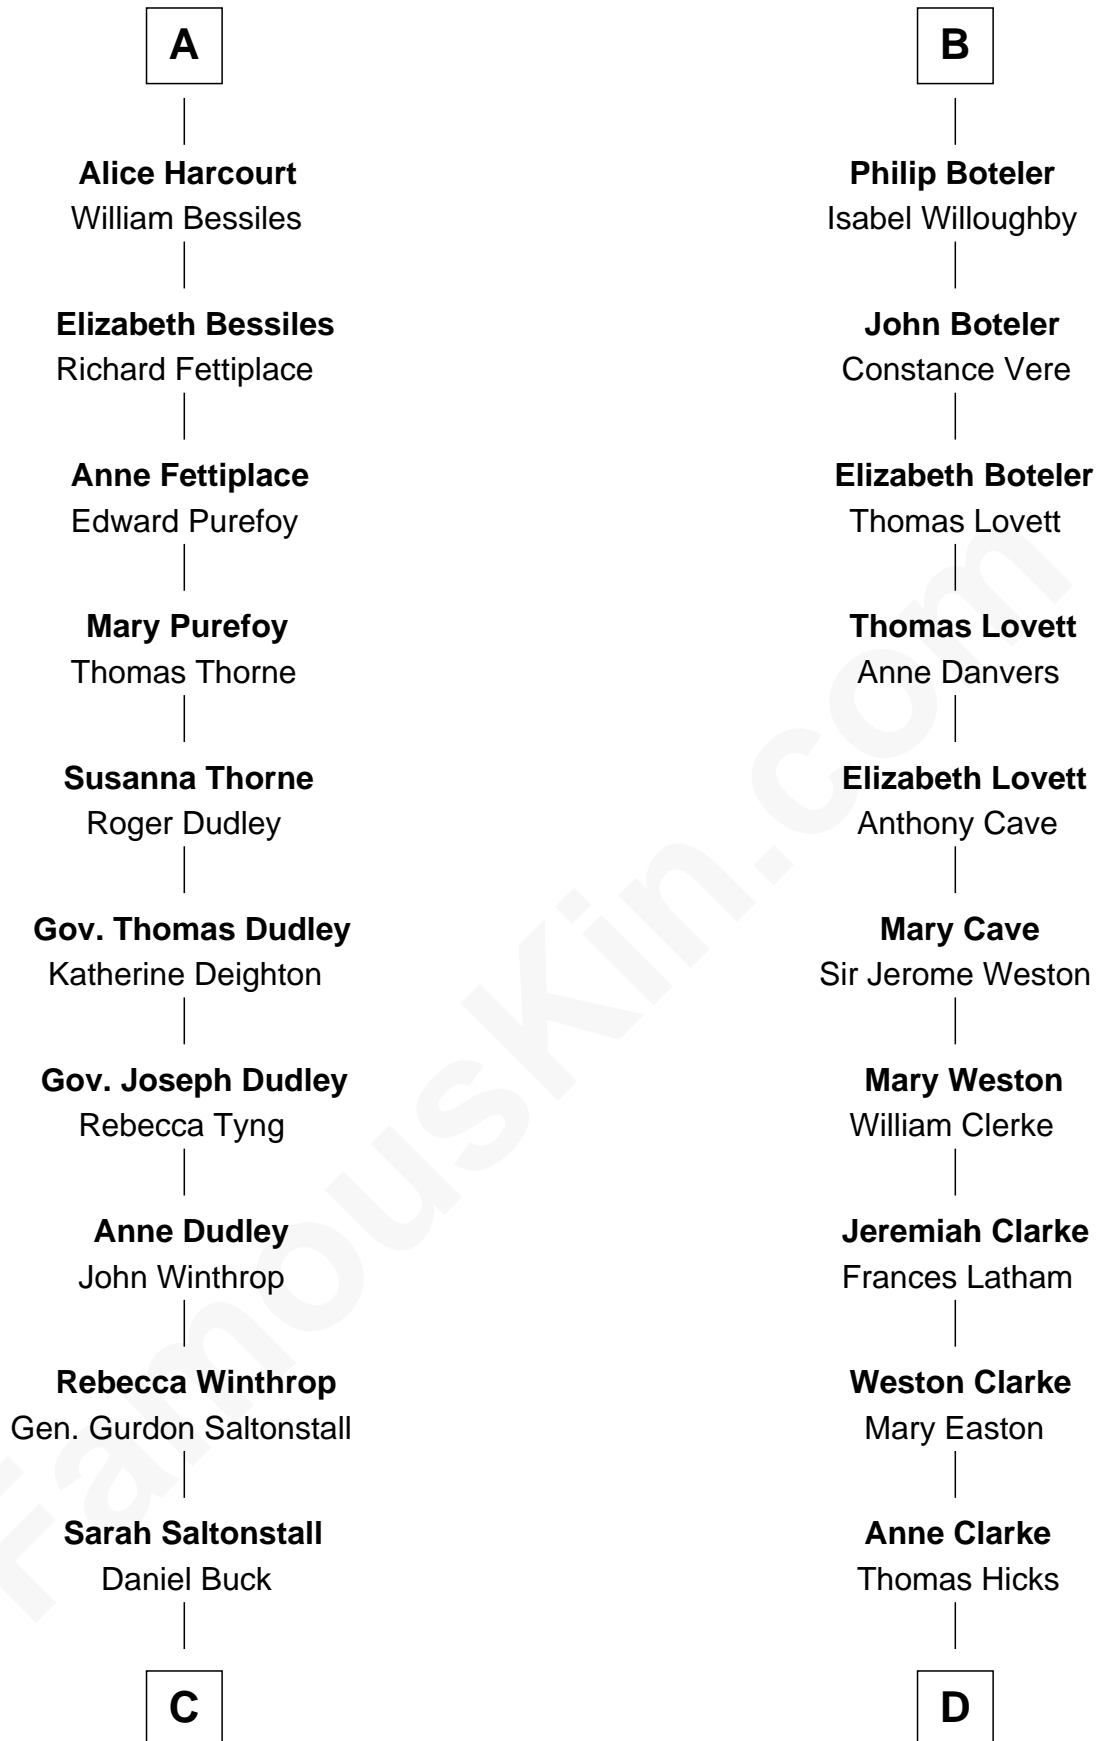 A
Alice Harcourt
William Bessiles
Elizabeth Bessiles
Richard Fettiplace
Anne Fettiplace
Edward Purefoy
Mary Purefoy
Thomas Thorne
Susanna Thorne
Roger Dudley
Gov. Thomas Dudley
Katherine Deighton
Gov. Joseph Dudley
Rebecca Tyng
Anne Dudley
John Winthrop
Rebecca Winthrop
Gen. Gurdon Saltonstall
Sarah Saltonstall
Daniel Buck
C
B
Philip Boteler
Isabel Willoughby
John Boteler
Constance Vere
Elizabeth Boteler
Thomas Lovett
Thomas Lovett
Anne Danvers
Elizabeth Lovett
Anthony Cave
Mary Cave
Sir Jerome Weston
Mary Weston
William Clerke
Jeremiah Clarke
Frances Latham
Weston Clarke
Mary Easton
Anne Clarke
Thomas Hicks
D
FamousKin.com